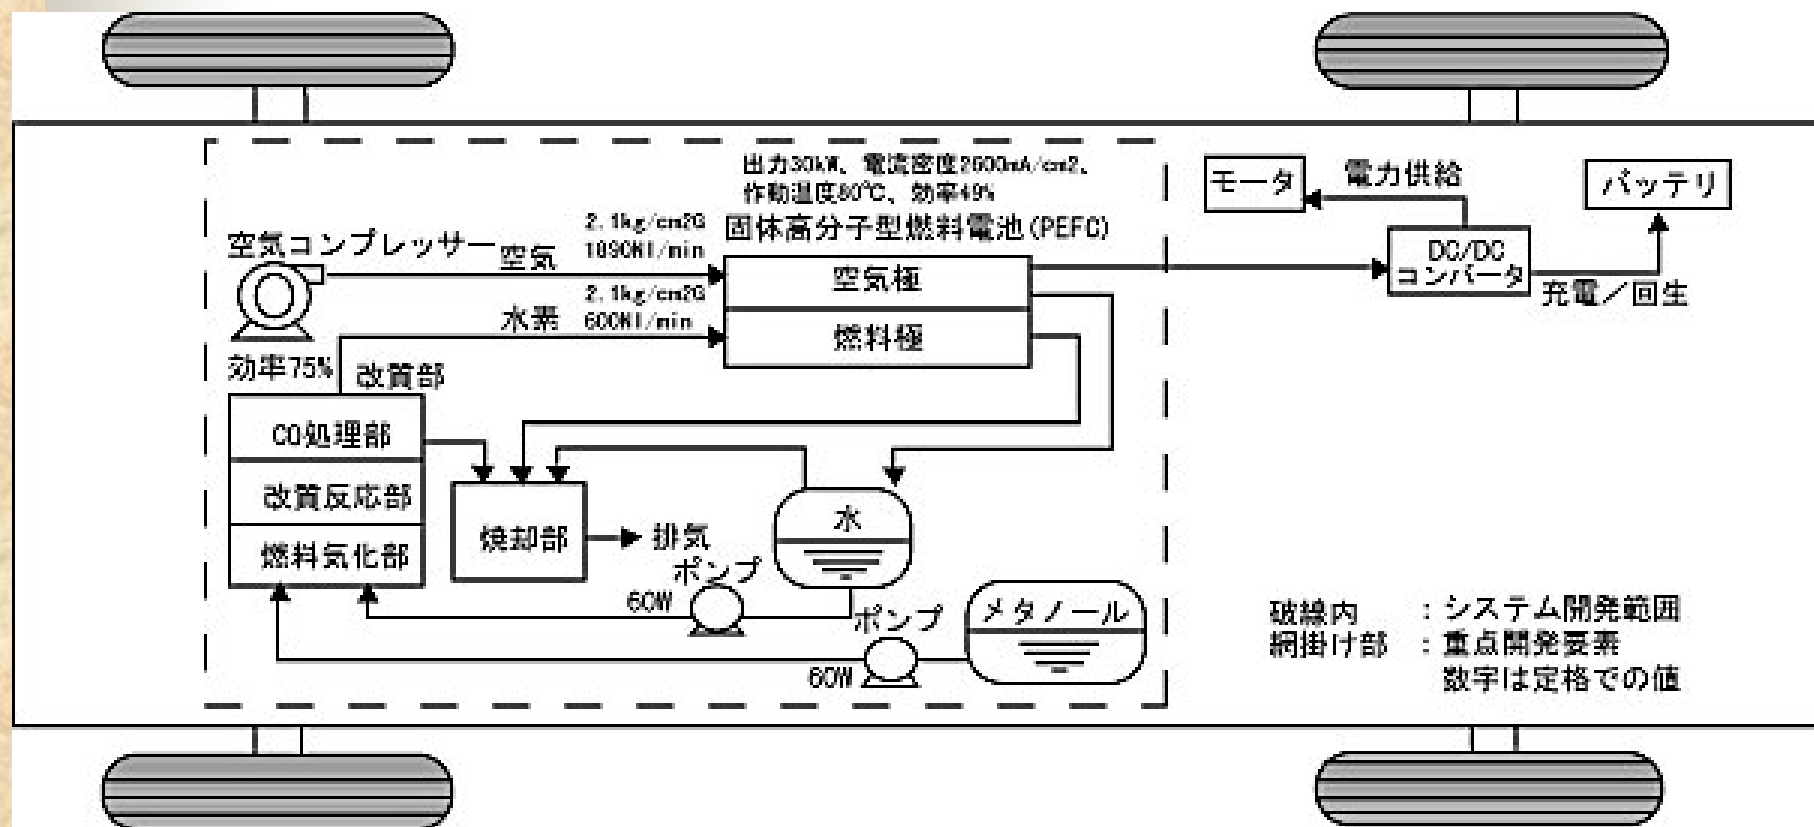 出力30kW、電流密度2600mA/cm2、
作動温度80℃、効率49%
固体高分子型燃料電池(PEFC)
空気コンプレッサー
空気
2.1kg/cm2G
1890Nl/min
水素
2.1kg/cm2G
600Nl/min
空気極
燃料極
効率75%
改質部
CO処理部
改質反応部
燃料気化部
焼却部
排気
水
ポンプ
60W
ポンプ
60W
メタノール
モータ
電力供給
バッテリ
DC/DC
コンバータ
充電／回生
破線内 ：システム開発範囲
網掛け部 ：重点開発要素
数字は定格での値